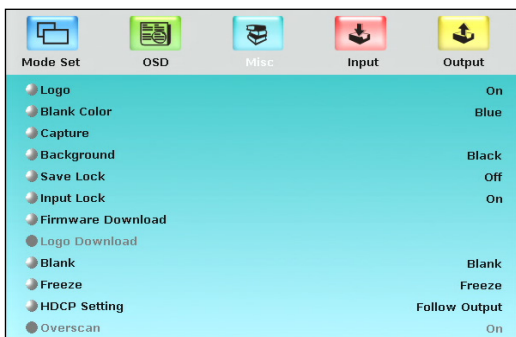 Mode Set OSD Misc Input Output
Logo On
Blank Color Blue
Capture
Background Black
Save Lock Off
Input Lock On
Firmware Download
Logo Download
Blank Blank
Freeze Freeze
HDCP Setting Follow Output
Overscan On